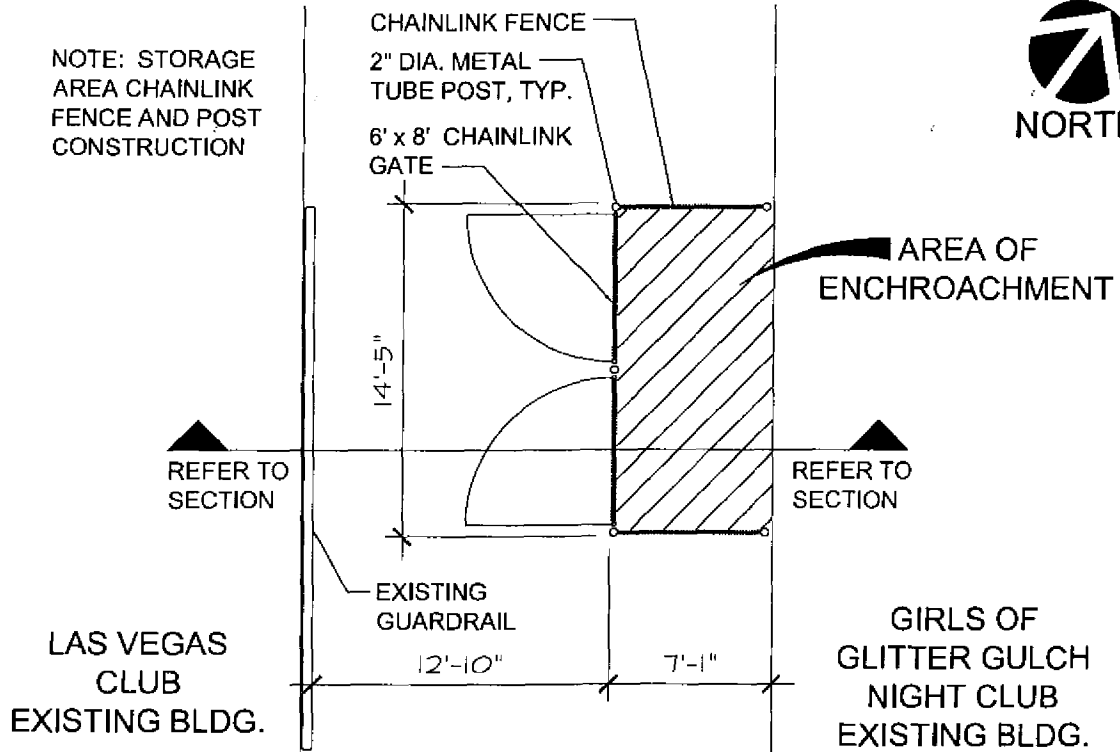 NOTE: STORAGE
AREA CHAINLINK
FENCE AND POST
CONSTRUCTION
CHAINLINK FENCE
2" DIA. METAL
TUBE POST, TYP.
6' x 8' CHAINLINK
GATE
NORTH
AREA OF
ENCHROACHMENT
14'-5"
REFER TO
SECTION
REFER TO
SECTION
EXISTING
GUARDRAIL
12'-10"
7'-1"
LAS VEGAS
CLUB
EXISTING BLDG.
GIRLS OF
GLITTER GULCH
NIGHT CLUB
EXISTING BLDG.